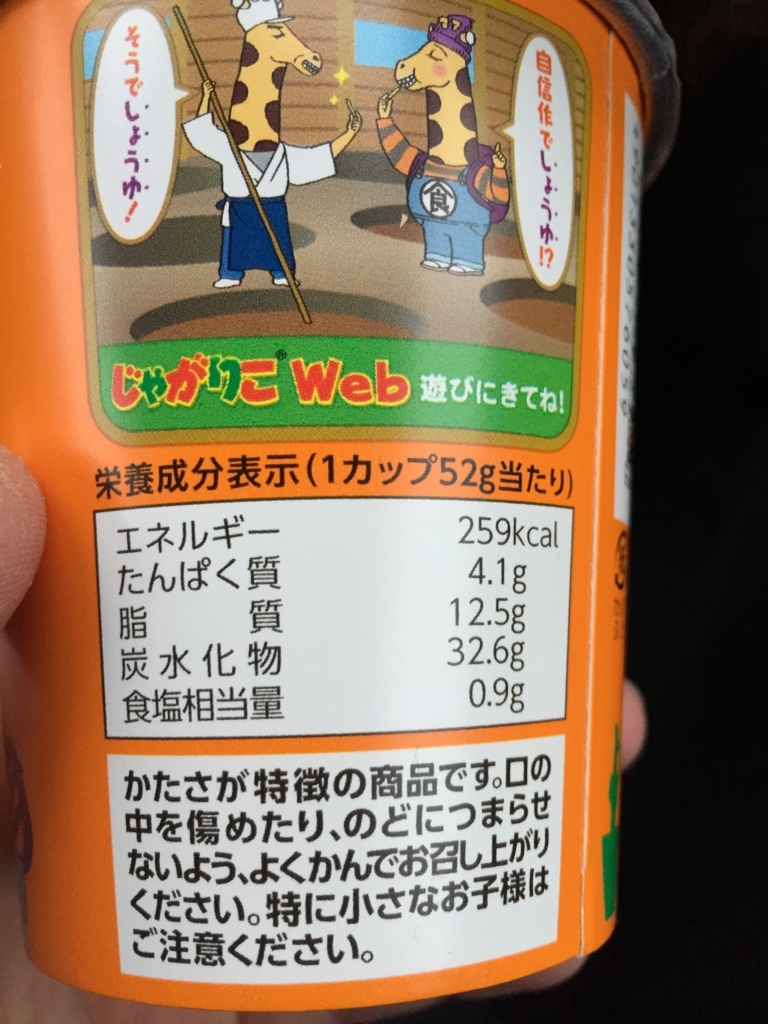 そうでしょうゆ!
自信作でしょうゆ!?
食
じゃがりこ® Web 遊びにきてね!
栄養成分表示(1カップ52g当たり)
エネルギー 259kcal
たんぱく質 4.1g
脂質 12.5g
炭水化物 32.6g
食塩相当量 0.9g
かたさが特徴の商品です。口の
中を傷めたり、のどにつまらせ
ないよう、よくかんでお召し上がり
ください。特に小さなお子様は
ご注意ください。